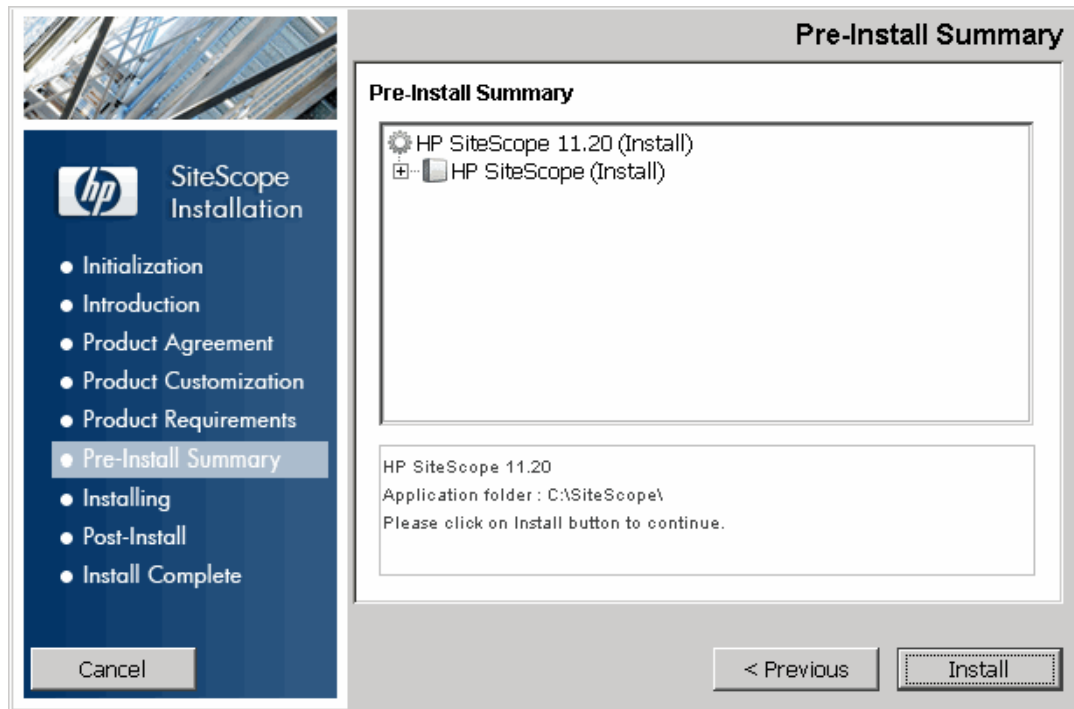 Pre-Install Summary
hp
SiteScope
Installation
Initialization
Introduction
Product Agreement
Product Customization
Product Requirements
Pre-Install Summary
Installing
Post-Install
Install Complete
Cancel
Pre-Install Summary
HP SiteScope 11.20 (Install)
HP SiteScope (Install)
HP SiteScope 11.20
Application folder : C:\SiteScope\
Please click on Install button to continue.
< Previous
Install